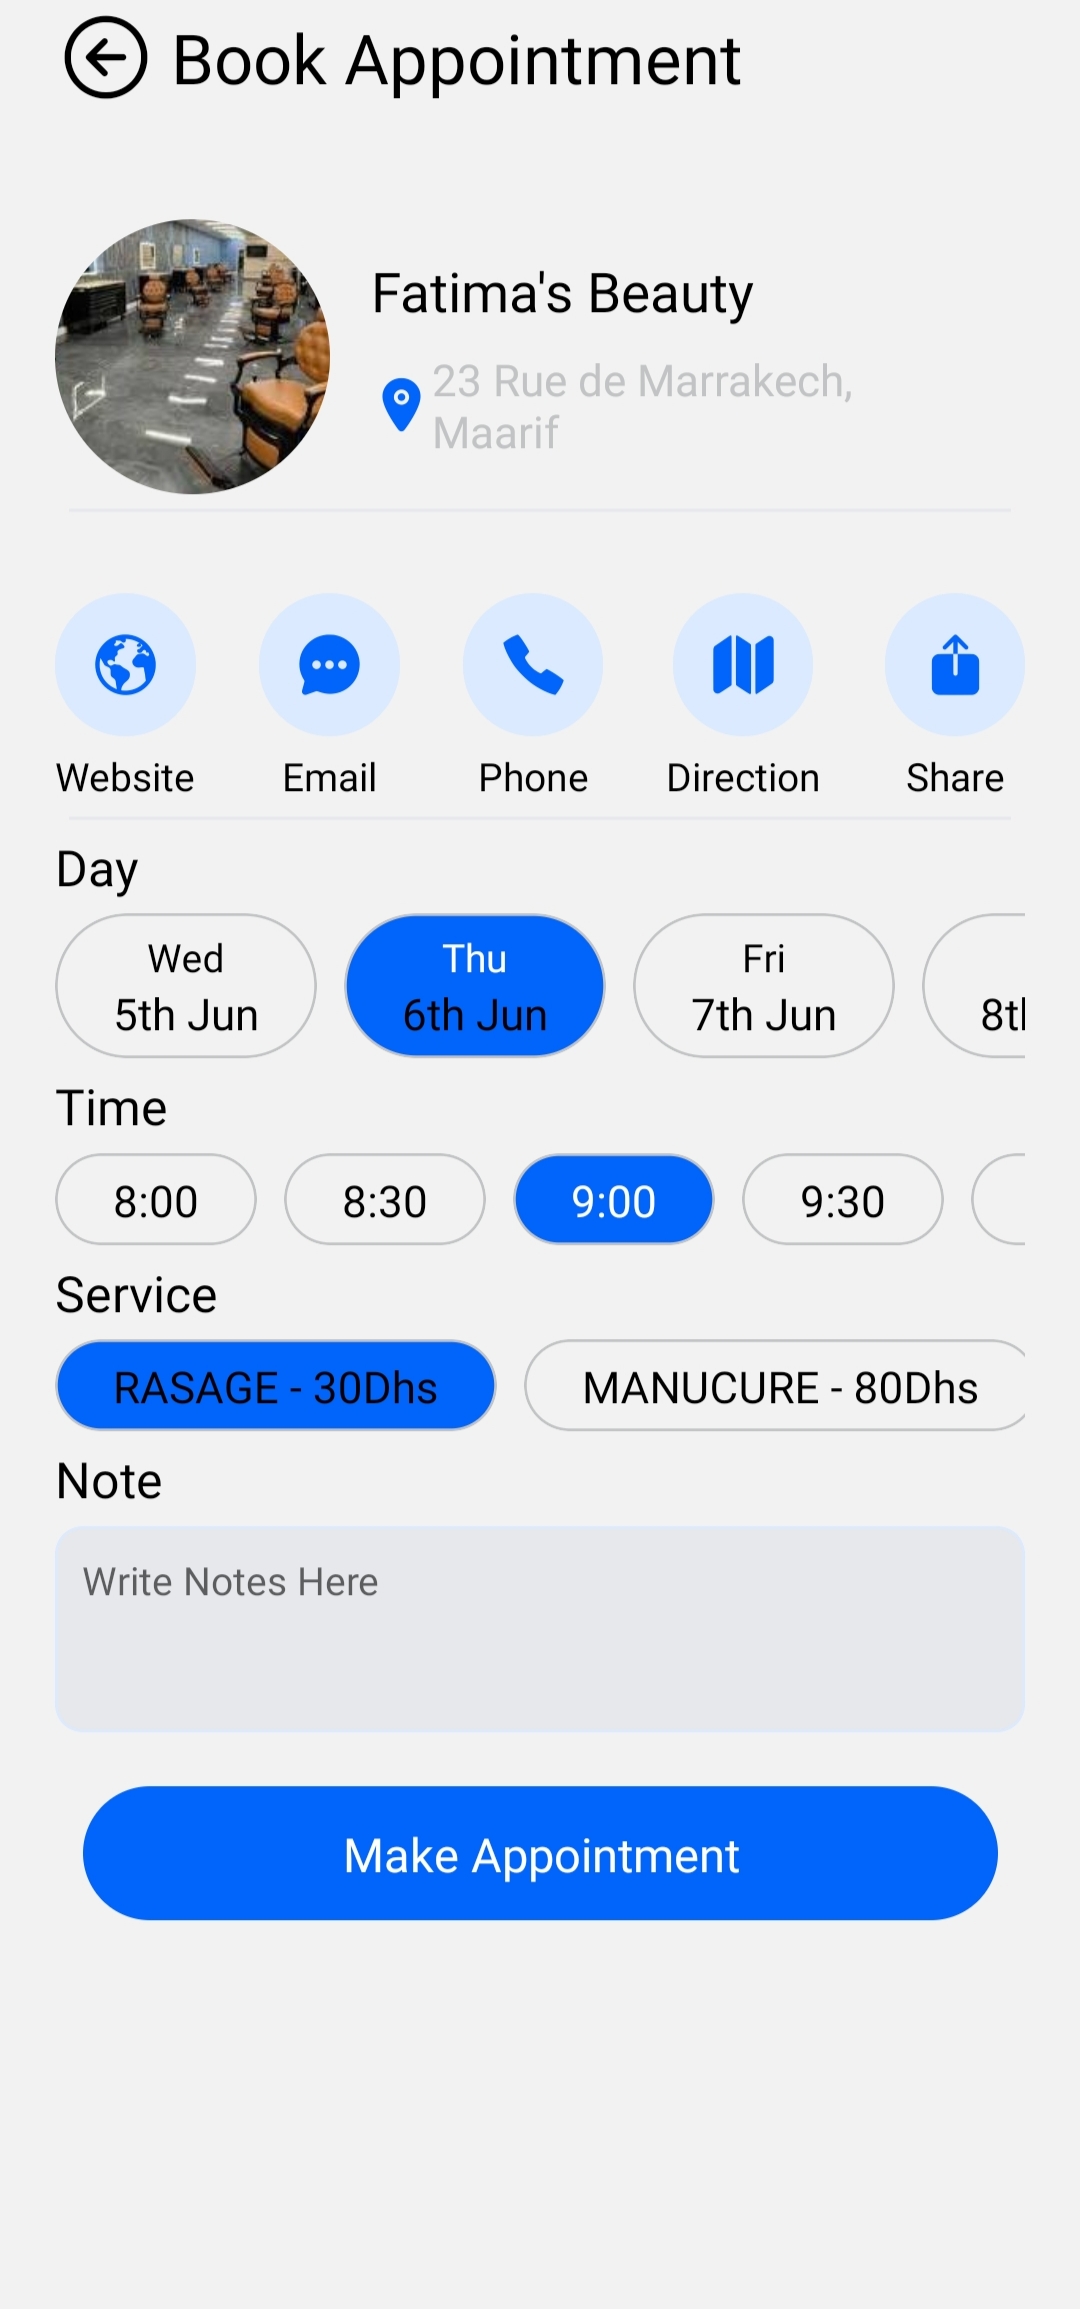 Book Appointment
Fatima's Beauty
23 Rue de Marrakech,
Maarif
Website Email Phone Direction Share
Day
Wed Thu Fri
5th Jun 6th Jun 7th Jun
Time
8:00 8:30 9:00 9:30
Service
RASAGE - 30Dhs MANUCURE - 80Dhs
Note
Write Notes Here
Make Appointment